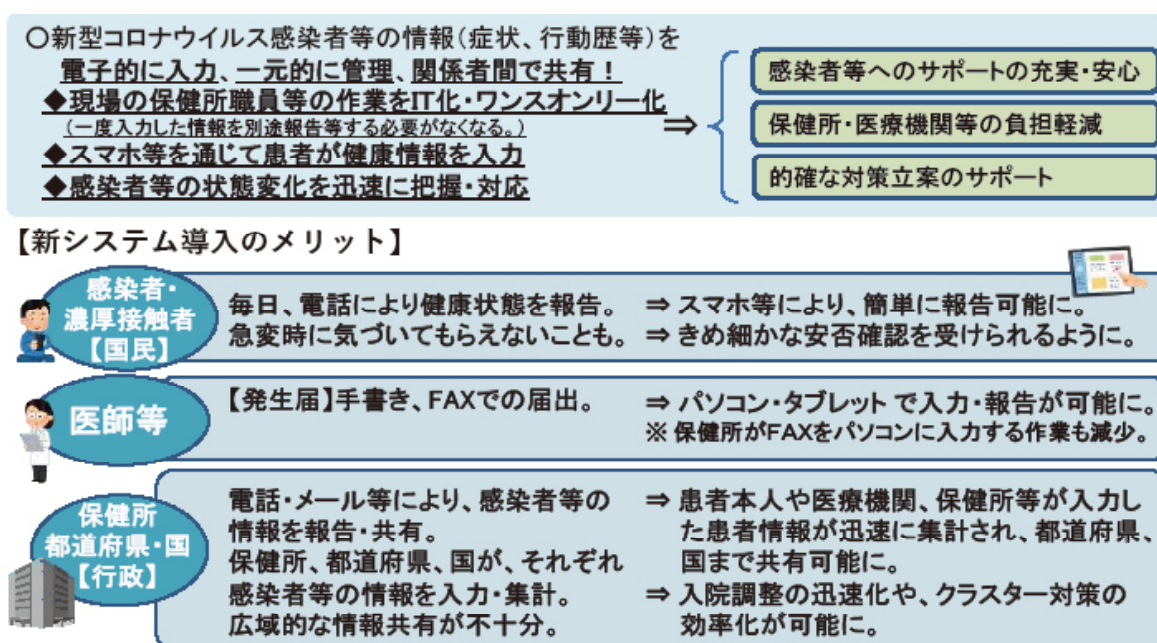 〇新型コロナウイルス感染者等の情報(症状、行動歴等)を
電子的に入力、一元的に管理、関係者間で共有！
◆現場の保健所職員等の作業をIT化・ワンスオンリー化
(一度入力した情報を別途報告等する必要がなくなる。)
◆スマホ等を通じて患者が健康情報を入力
◆感染者等の状態変化を迅速に把握・対応
⇒
感染者等へのサポートの充実・安心
保健所・医療機関等の負担軽減
的確な対策立案のサポート
【新システム導入のメリット】
感染者・
濃厚接触者
【国民】
毎日、電話により健康状態を報告。
急変時に気づいてもらえないことも。
⇒ スマホ等により、簡単に報告可能に。
⇒ きめ細かな安否確認を受けられるように。
医師等
【発生届】手書き、FAXでの届出。
⇒ パソコン・タブレット で入力・報告が可能に。
※ 保健所がFAXをパソコンに入力する作業も減少。
保健所
都道府県・国
【行政】
電話・メール等により、感染者等の
情報を報告・共有。
保健所、都道府県、国が、それぞれ
感染者等の情報を入力・集計。
広域的な情報共有が不十分。
⇒ 患者本人や医療機関、保健所等が入力し
た患者情報が迅速に集計され、都道府県、
国まで共有可能に。
⇒ 入院調整の迅速化や、クラスター対策の
効率化が可能に。